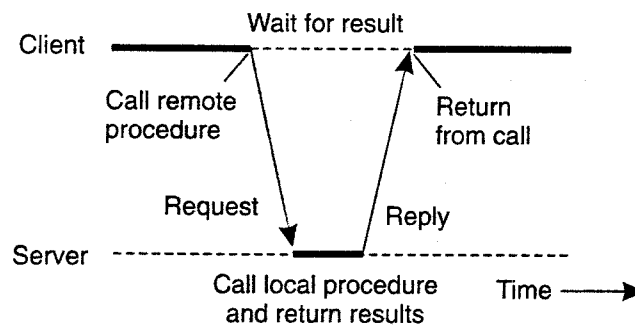 Wait for result
Client
Call remote
procedure
Return
from call
Request
Reply
Server
Call local procedure
and return results
Time